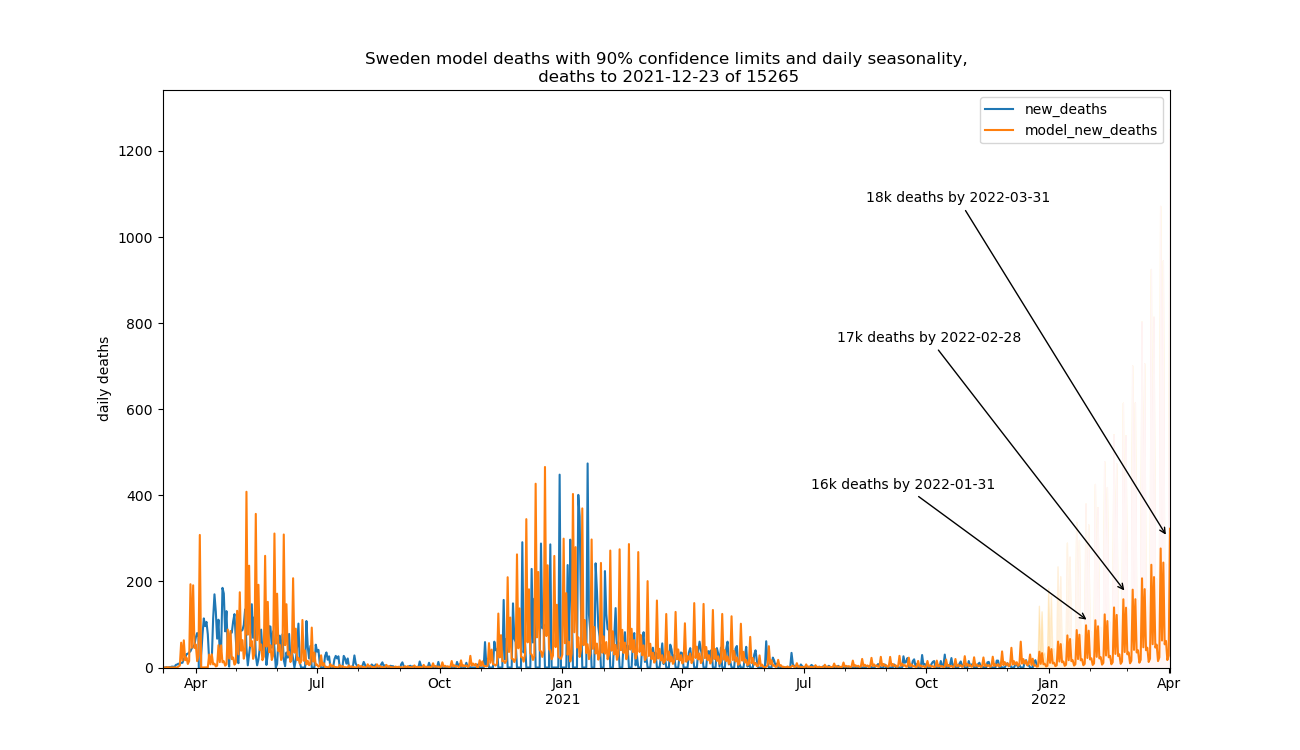 Sweden model deaths with 90% confidence limits and daily seasonality,
deaths to 2021-12-23 of 15265
new_deaths
model_new_deaths
1200
1000
800
600
400
200
0
daily deaths
18k deaths by 2022-03-31
17k deaths by 2022-02-28
16k deaths by 2022-01-31
Apr Jul Oct Jan Apr Jul Oct Jan Apr
2021 2022